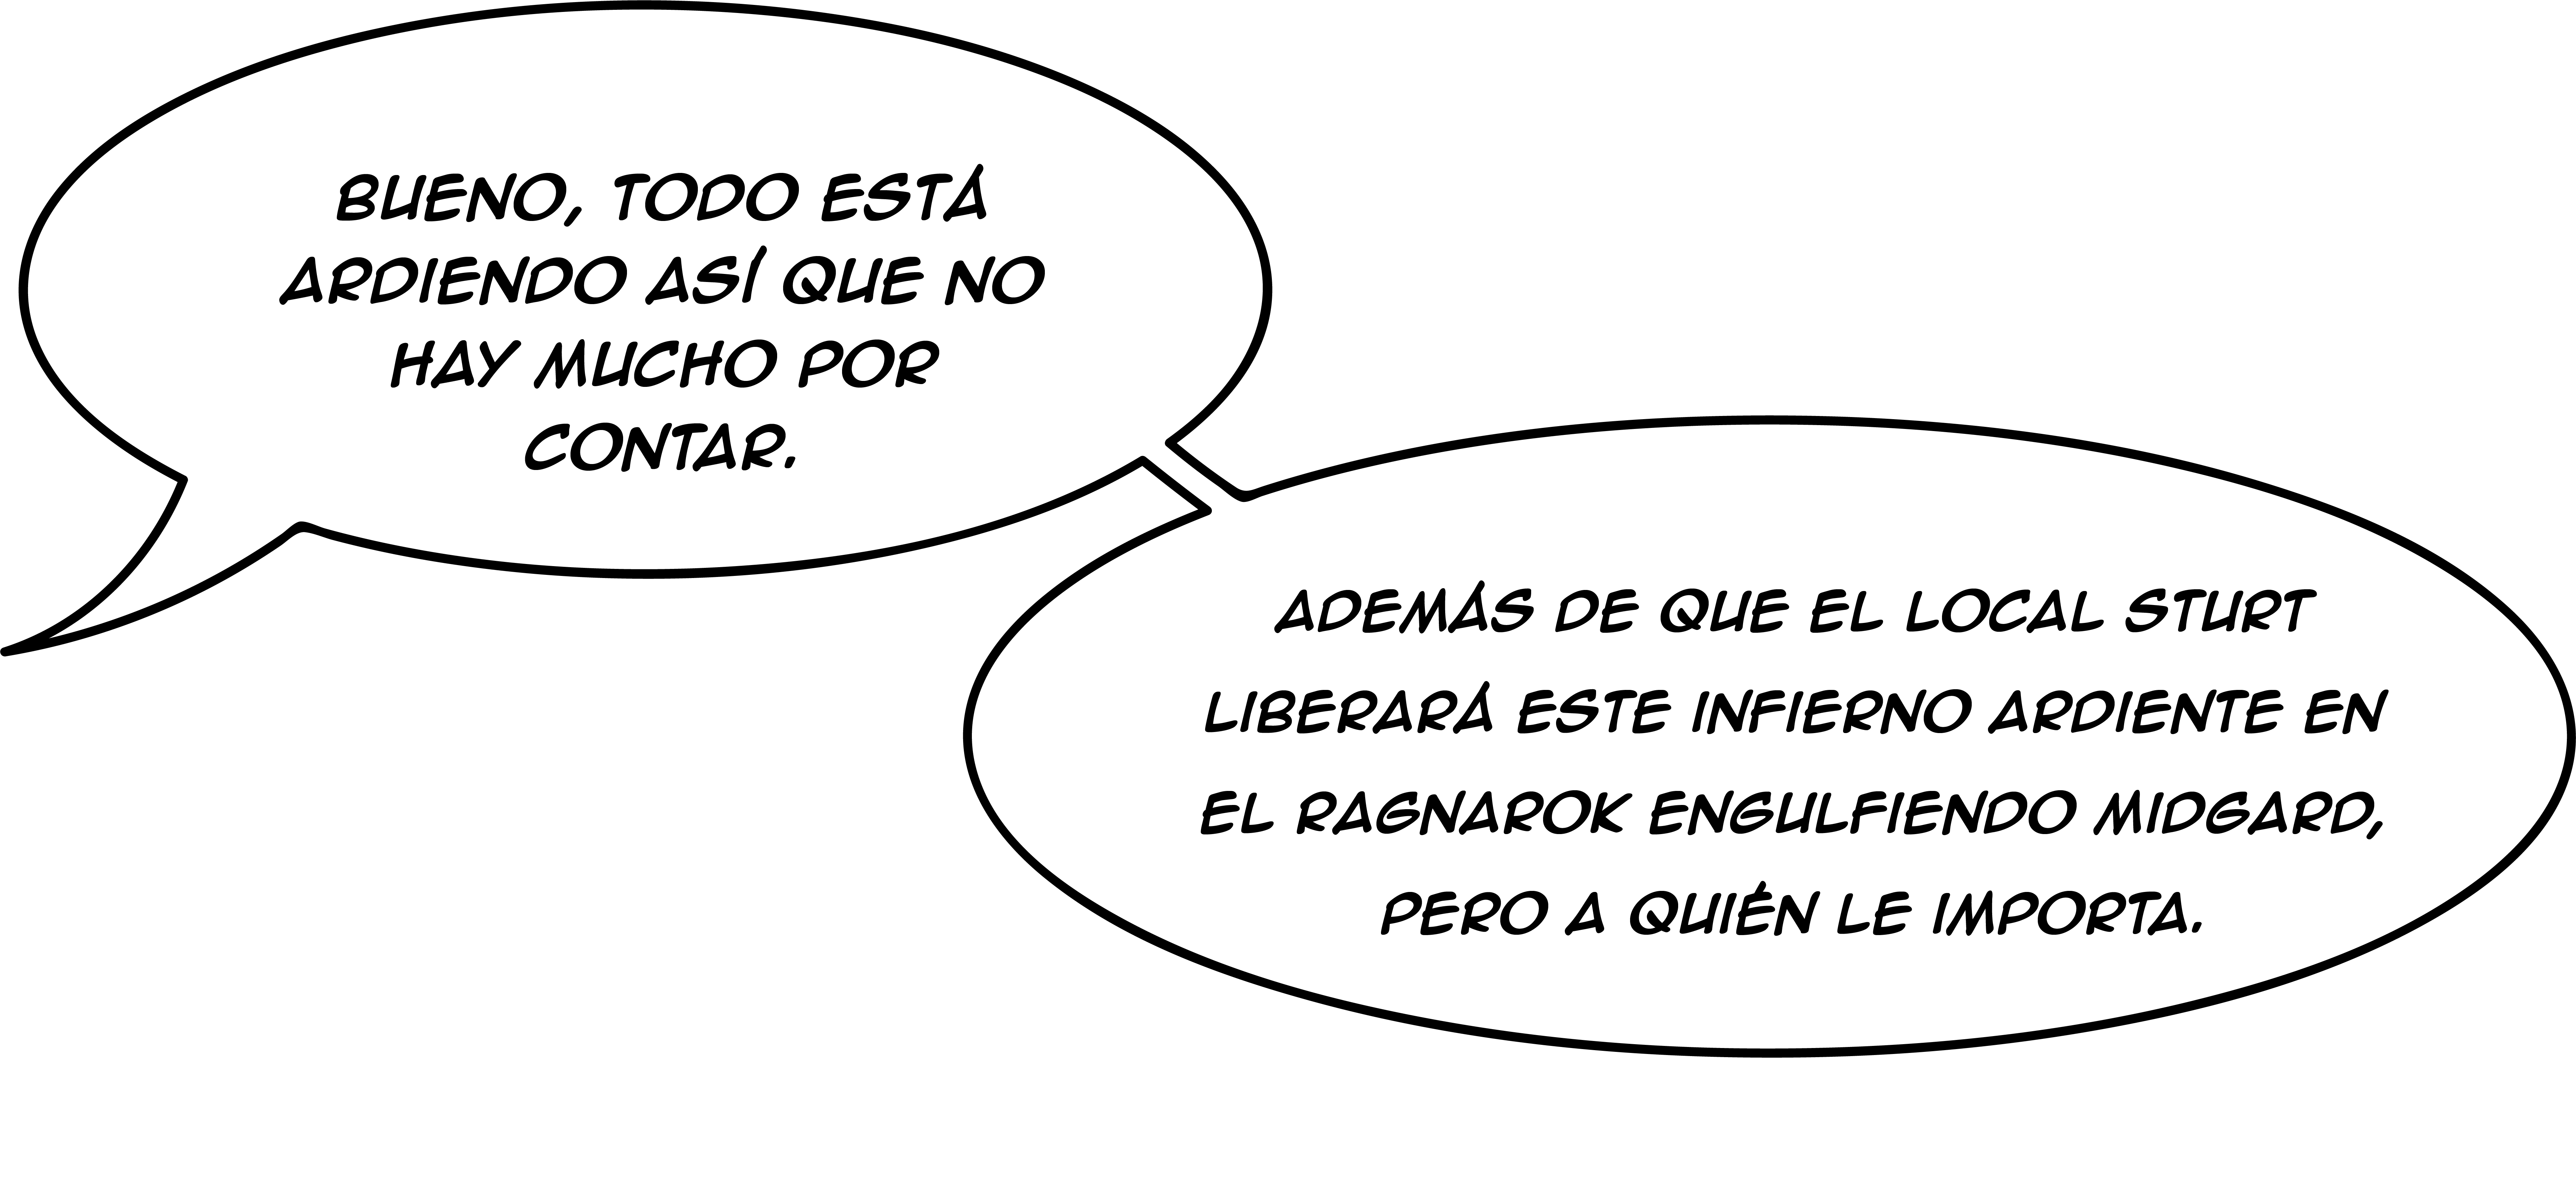 BUENO, TODO ESTÁ
ARDIENDO ASÍ QUE NO
HAY MUCHO POR
CONTAR.
ADEMÁS DE QUE EL LOCAL STURT
LIBERARÁ ESTE INFIERNO ARDIENTE EN
EL RAGNAROK ENGULFIENDO MIDGARD,
PERO A QUIÉN LE IMPORTA.